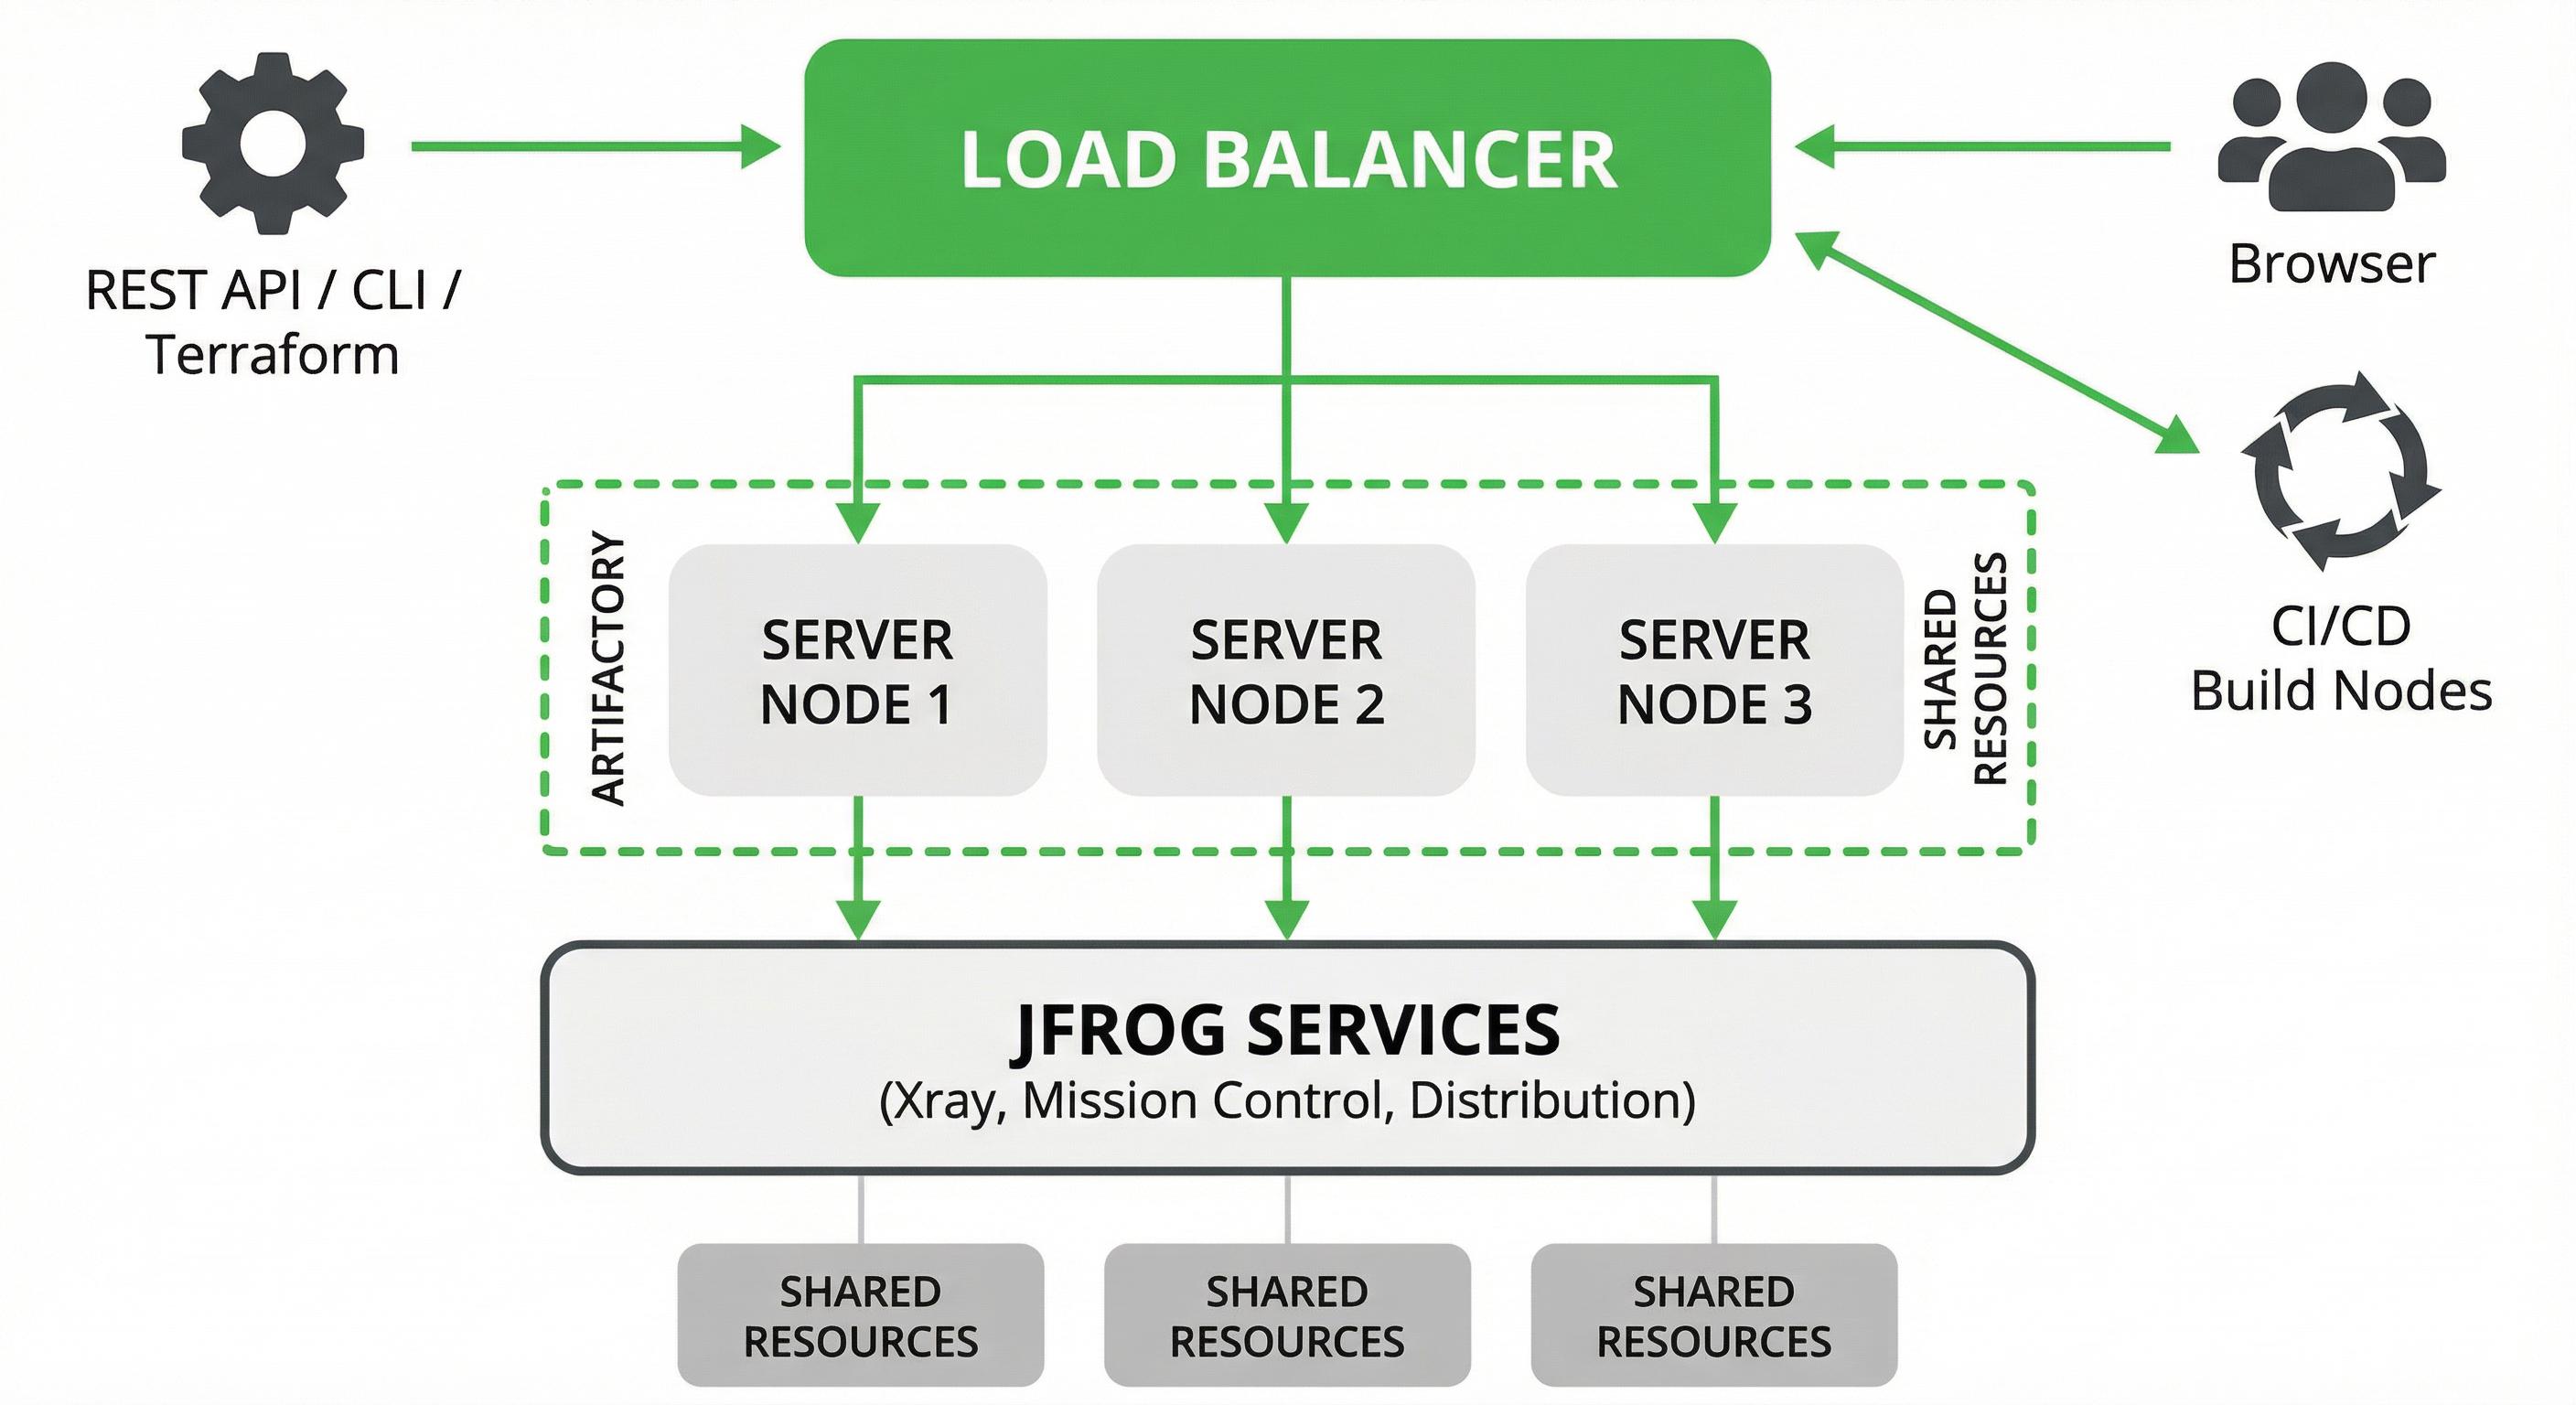 LOAD BALANCER
REST API / CLI /
Terraform
Browser
CI/CD
Build Nodes
ARTIFACTORY
SERVER
NODE 1
SERVER
NODE 2
SERVER
NODE 3
SHARED
RESOURCES
JFROG SERVICES
(Xray, Mission Control, Distribution)
SHARED
RESOURCES
SHARED
RESOURCES
SHARED
RESOURCES